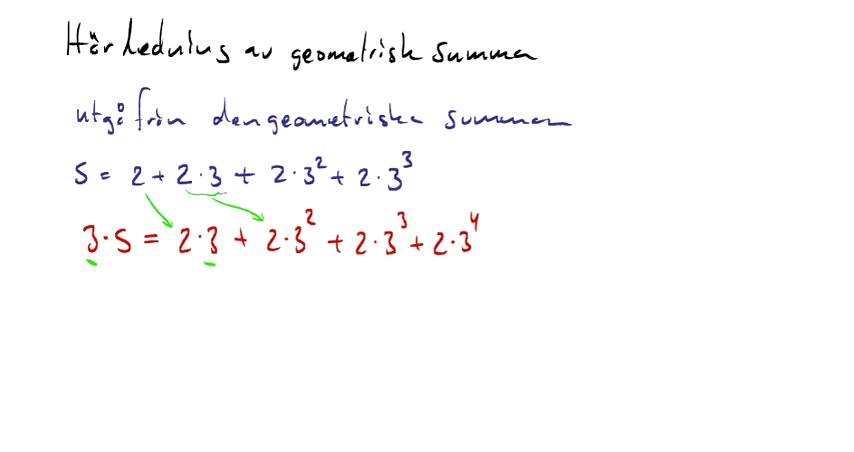 Härledning av geometrisk summa
utgå från den geometriska summan
S = 2 + 2·3 + 2·3² + 2·3³
3·S = 2·3 + 2·3² + 2·3³ + 2·3⁴